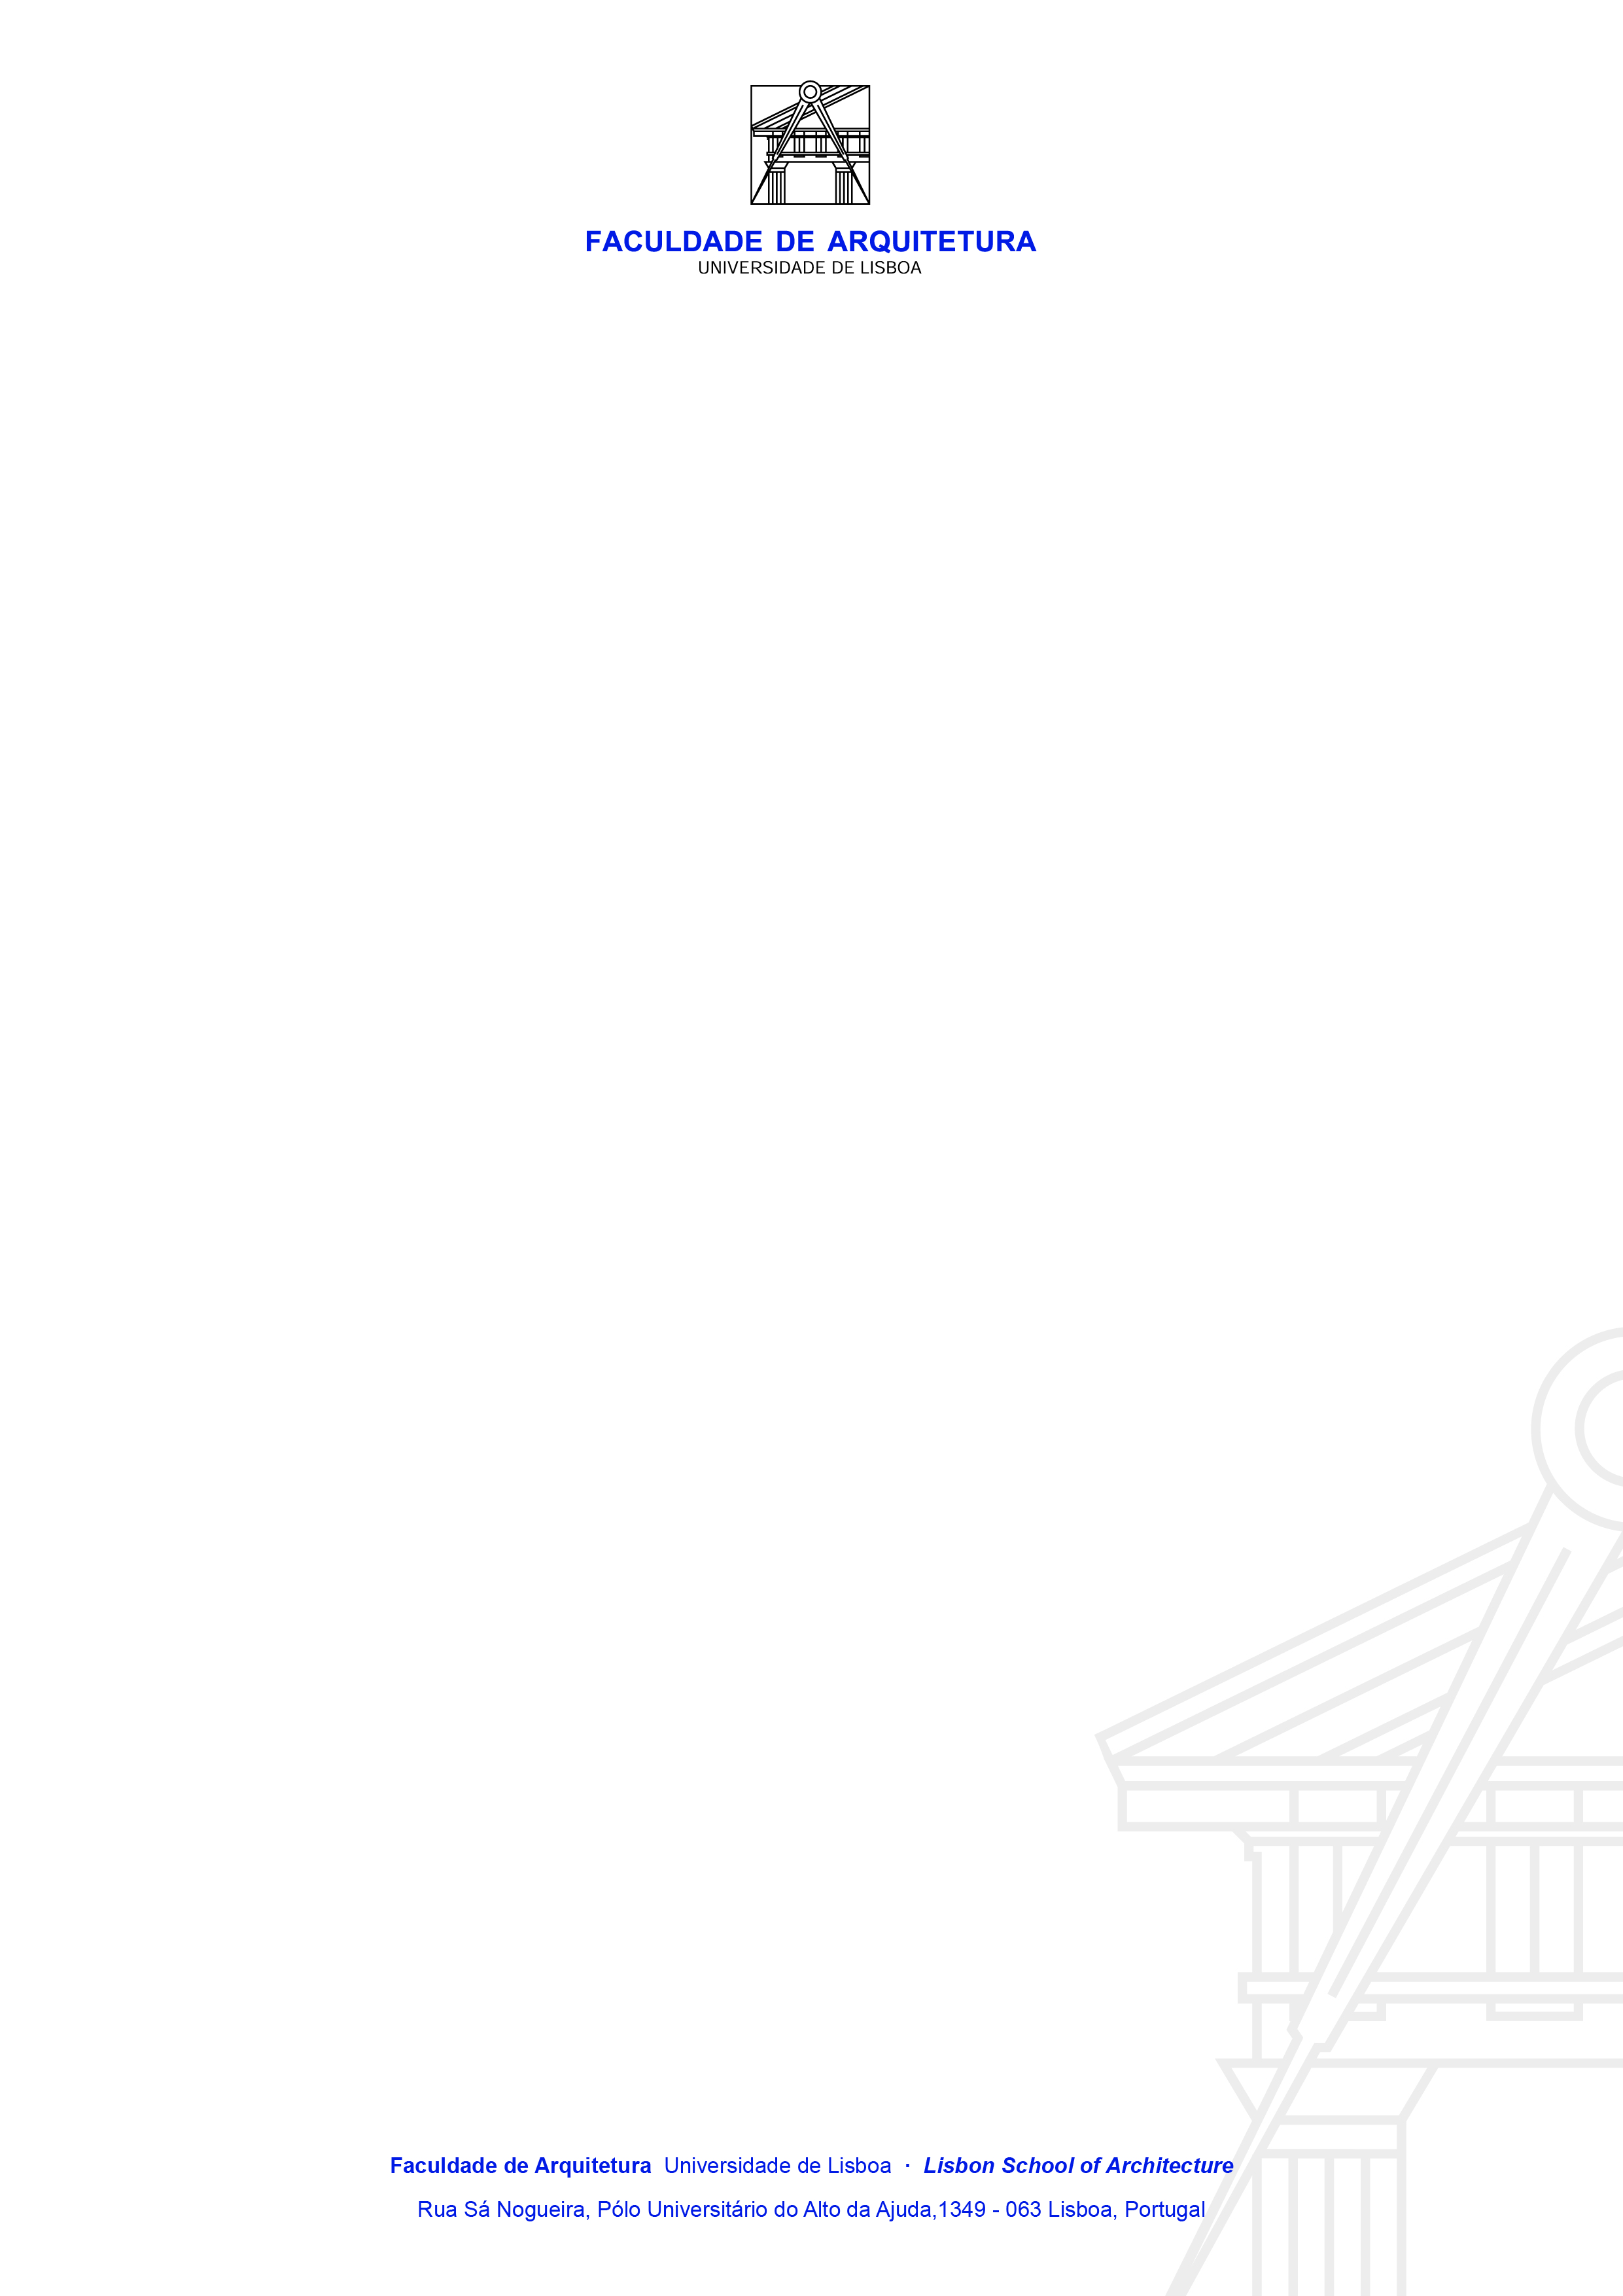 FACULDADE DE ARQUITETURA
UNIVERSIDADE DE LISBOA
Faculdade de Arquitetura Universidade de Lisboa · Lisbon School of Architecture
Rua Sá Nogueira, Pólo Universitário do Alto da Ajuda,1349 - 063 Lisboa, Portugal